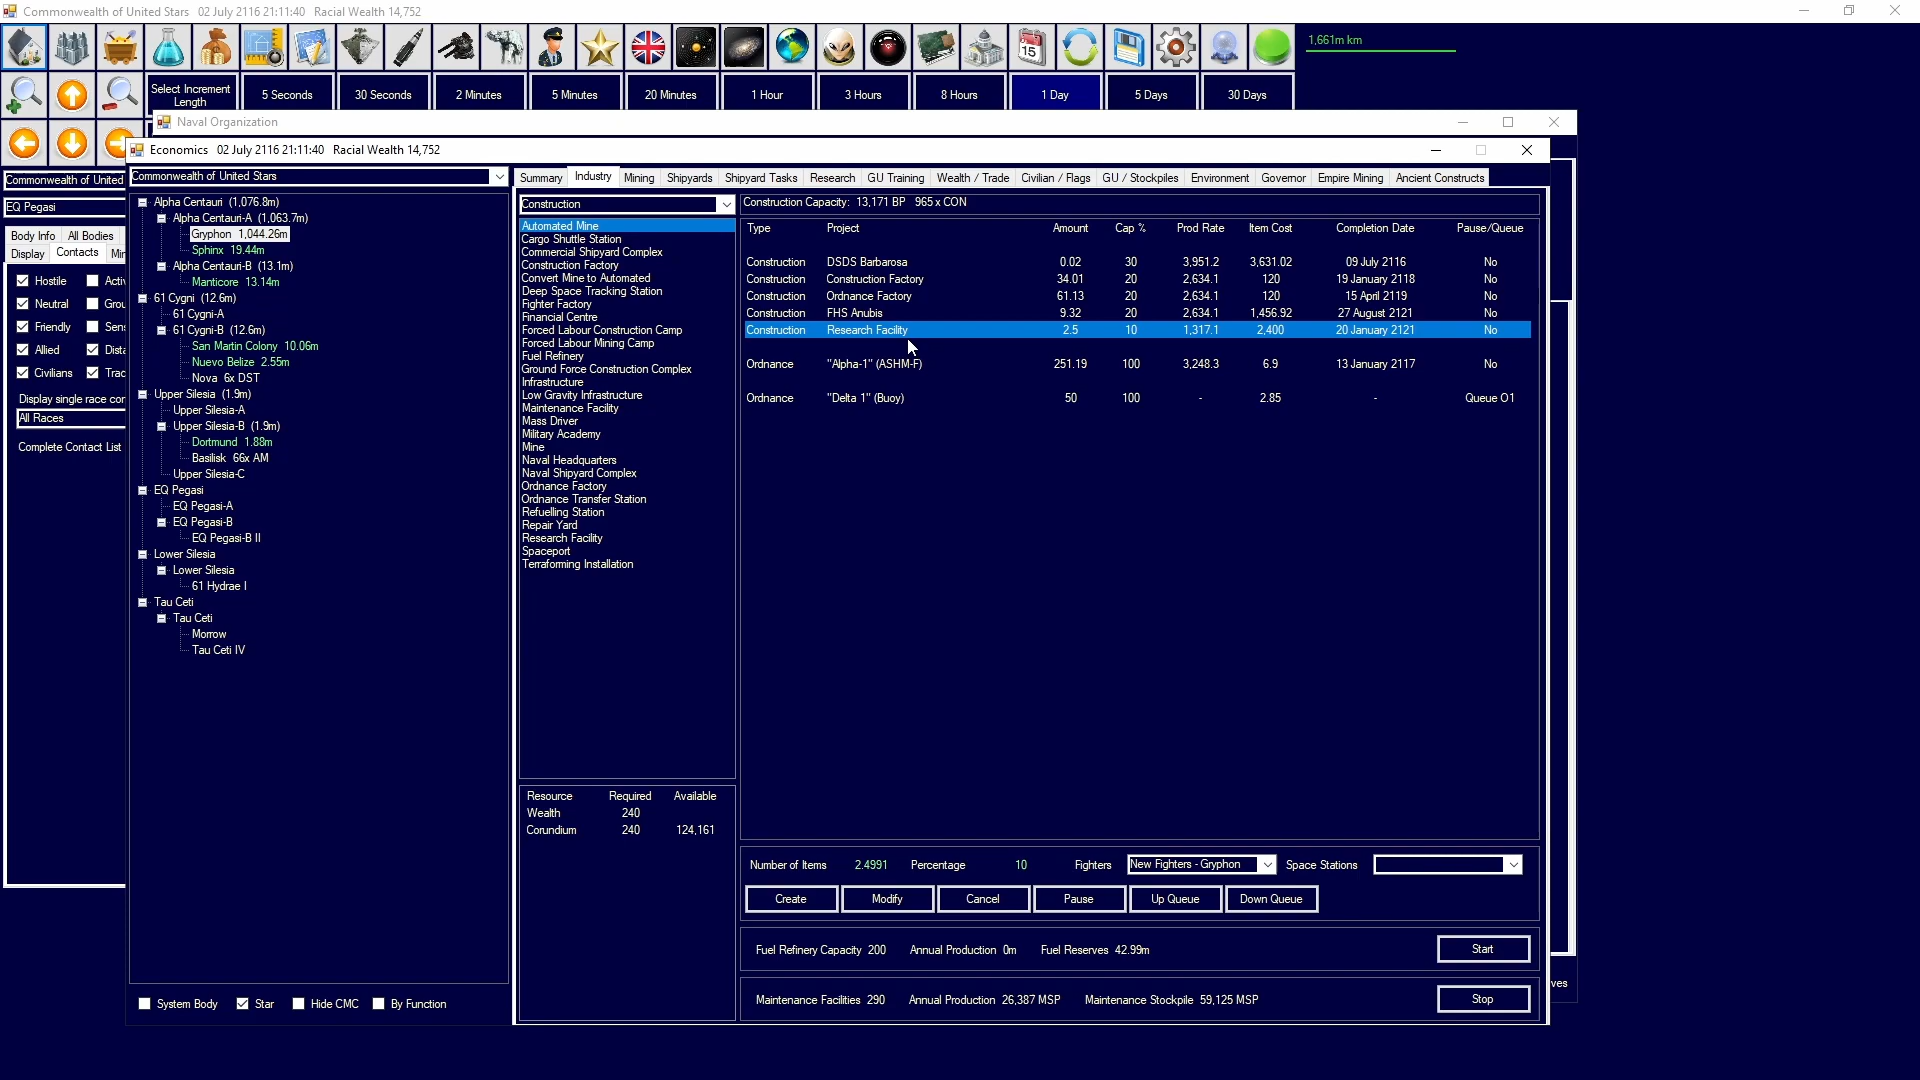 Commonwealth of United Stars 02 July 2116 21:11:40 Racial Wealth 14,752
1,661m km
15
Select Increment Length
5 Seconds
30 Seconds
2 Minutes
5 Minutes
20 Minutes
1 Hour
3 Hours
8 Hours
1 Day
5 Days
30 Days
Naval Organization
Economics 02 July 2116 21:11:40 Racial Wealth 14,752
Commonwealth of United
EQ Pegasi
Body Info All Bodies
Display Contacts
Hostile
Neutral
Friendly
Allied
Civilians
Display single race con
All Races
Complete Contact List
Commonwealth of United Stars
Alpha Centauri (1,076.8m)
Alpha Centauri-A (1,063.7m)
Gryphon 1,044.26m
Sphinx 19.44m
Alpha Centauri-B (13.1m)
Manticore 13.14m
61 Cygni (12.6m)
61 Cygni-A
61 Cygni-B (12.6m)
San Martin Colony 10.06m
Nuevo Belize 2.55m
Nova 6x DST
Upper Silesia (1.9m)
Upper Silesia-A
Upper Silesia-B (1.9m)
Dortmund 1.88m
Basilisk 66x AM
Upper Silesia-C
EQ Pegasi
EQ Pegasi-A
EQ Pegasi-B
EQ Pegasi-B II
Lower Silesia
Lower Silesia
61 Hydrae I
Tau Ceti
Tau Ceti
Morrow
Tau Ceti IV
System Body Star Hide CMC By Function
Summary Industry Mining Shipyards Shipyard Tasks Research GU Training Wealth / Trade Civilian / Flags GU / Stockpiles Environment Governor Empire Mining Ancient Constructs
Construction
Automated Mine
Cargo Shuttle Station
Commercial Shipyard Complex
Construction Factory
Convert Mine to Automated
Deep Space Tracking Station
Fighter Factory
Financial Centre
Forced Labour Construction Camp
Forced Labour Mining Camp
Fuel Refinery
Ground Force Construction Complex
Infrastructure
Low Gravity Infrastructure
Maintenance Facility
Mass Driver
Military Academy
Mine
Naval Headquarters
Naval Shipyard Complex
Ordnance Factory
Ordnance Transfer Station
Refuelling Station
Repair Yard
Research Facility
Spaceport
Terraforming Installation
Resource Required Available
Wealth 240
Corundium 240 124,161
Construction Capacity: 13,171 BP 965 x CON
Type Project Amount Cap % Prod Rate Item Cost Completion Date Pause/Queue
Construction DSDS Barbarosa 0.02 30 3,951.2 3,631.02 09 July 2116 No
Construction Construction Factory 34.01 20 2,634.1 120 19 January 2118 No
Construction Ordnance Factory 61.13 20 2,634.1 120 15 April 2119 No
Construction FHS Anubis 9.32 20 2,634.1 1,456.92 27 August 2121 No
Construction Research Facility 2.5 10 1,317.1 2,400 20 January 2121 No
Ordnance "Alpha-1" (ASHM-F) 251.19 100 3,248.3 6.9 13 January 2117 No
Ordnance "Delta 1" (Buoy) 50 100 - 2.85 - Queue O1
Number of Items 2.4991 Percentage 10 Fighters New Fighters - Gryphon Space Stations
Create Modify Cancel Pause Up Queue Down Queue
Fuel Refinery Capacity 200 Annual Production 0m Fuel Reserves 42.99m Start
Maintenance Facilities 290 Annual Production 26,387 MSP Maintenance Stockpile 59,125 MSP Stop
ves